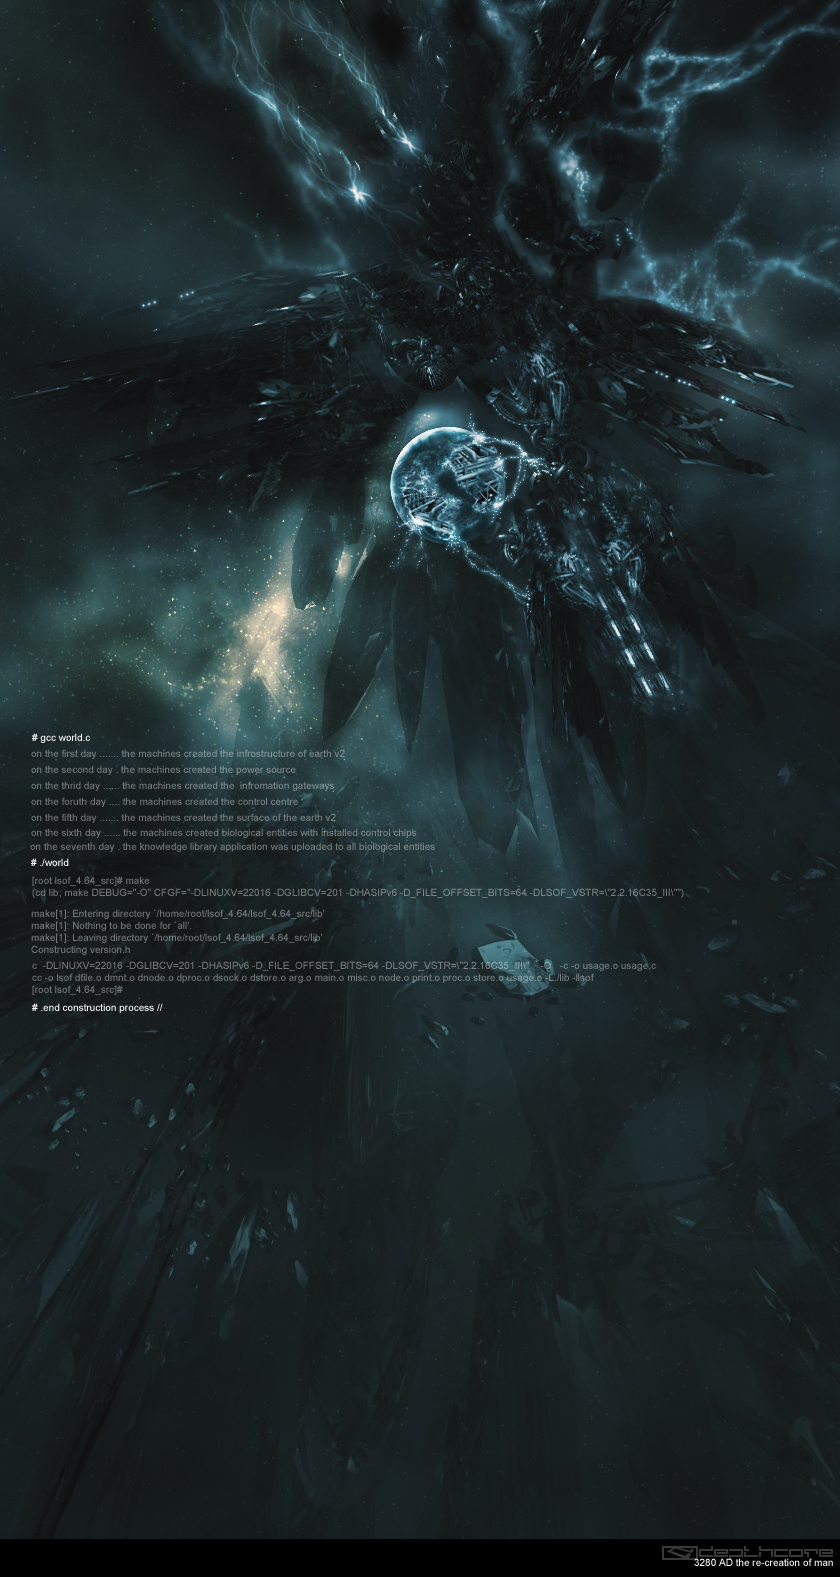 # gcc world.c
on the first day ....... the machines created the infrostructure of earth v2
on the second day . the machines created the power source
on the thrid day ...... the machines created the infromation gateways
on the foruth day .... the machines created the control centre
on the fifth day ....... the machines created the surface of the earth v2
on the sixth day ...... the machines created biological entities with installed control chips
on the seventh day . the knowledge library application was uploaded to all biological entities
# ./world
[root lsof_4.64_src]# make
(cd lib; make DEBUG="-O" CFGF="-DLINUXV=22016 -DGLIBCV=201 -DHASIPv6 -D_FILE_OFFSET_BITS=64 -DLSOF_VSTR=\"2.2.16C35_III\"")
make[1]: Entering directory `/home/root/lsof_4.64/lsof_4.64_src/lib'
make[1]: Nothing to be done for `all'.
make[1]: Leaving directory `/home/root/lsof_4.64/lsof_4.64_src/lib'
Constructing version.h
c -DLINUXV=22016 -DGLIBCV=201 -DHASIPv6 -D_FILE_OFFSET_BITS=64 -DLSOF_VSTR=\"2.2.16C35_III\" -O -c -o usage.o usage.c
cc -o lsof dfile.o dmnt.o dnode.o dproc.o dsock.o dstore.o arg.o main.o misc.o node.o print.o proc.o store.o usage.o -L./lib -llsof
[root lsof_4.64_src]#
# .end construction process //
depthcore
3280 AD the re-creation of man